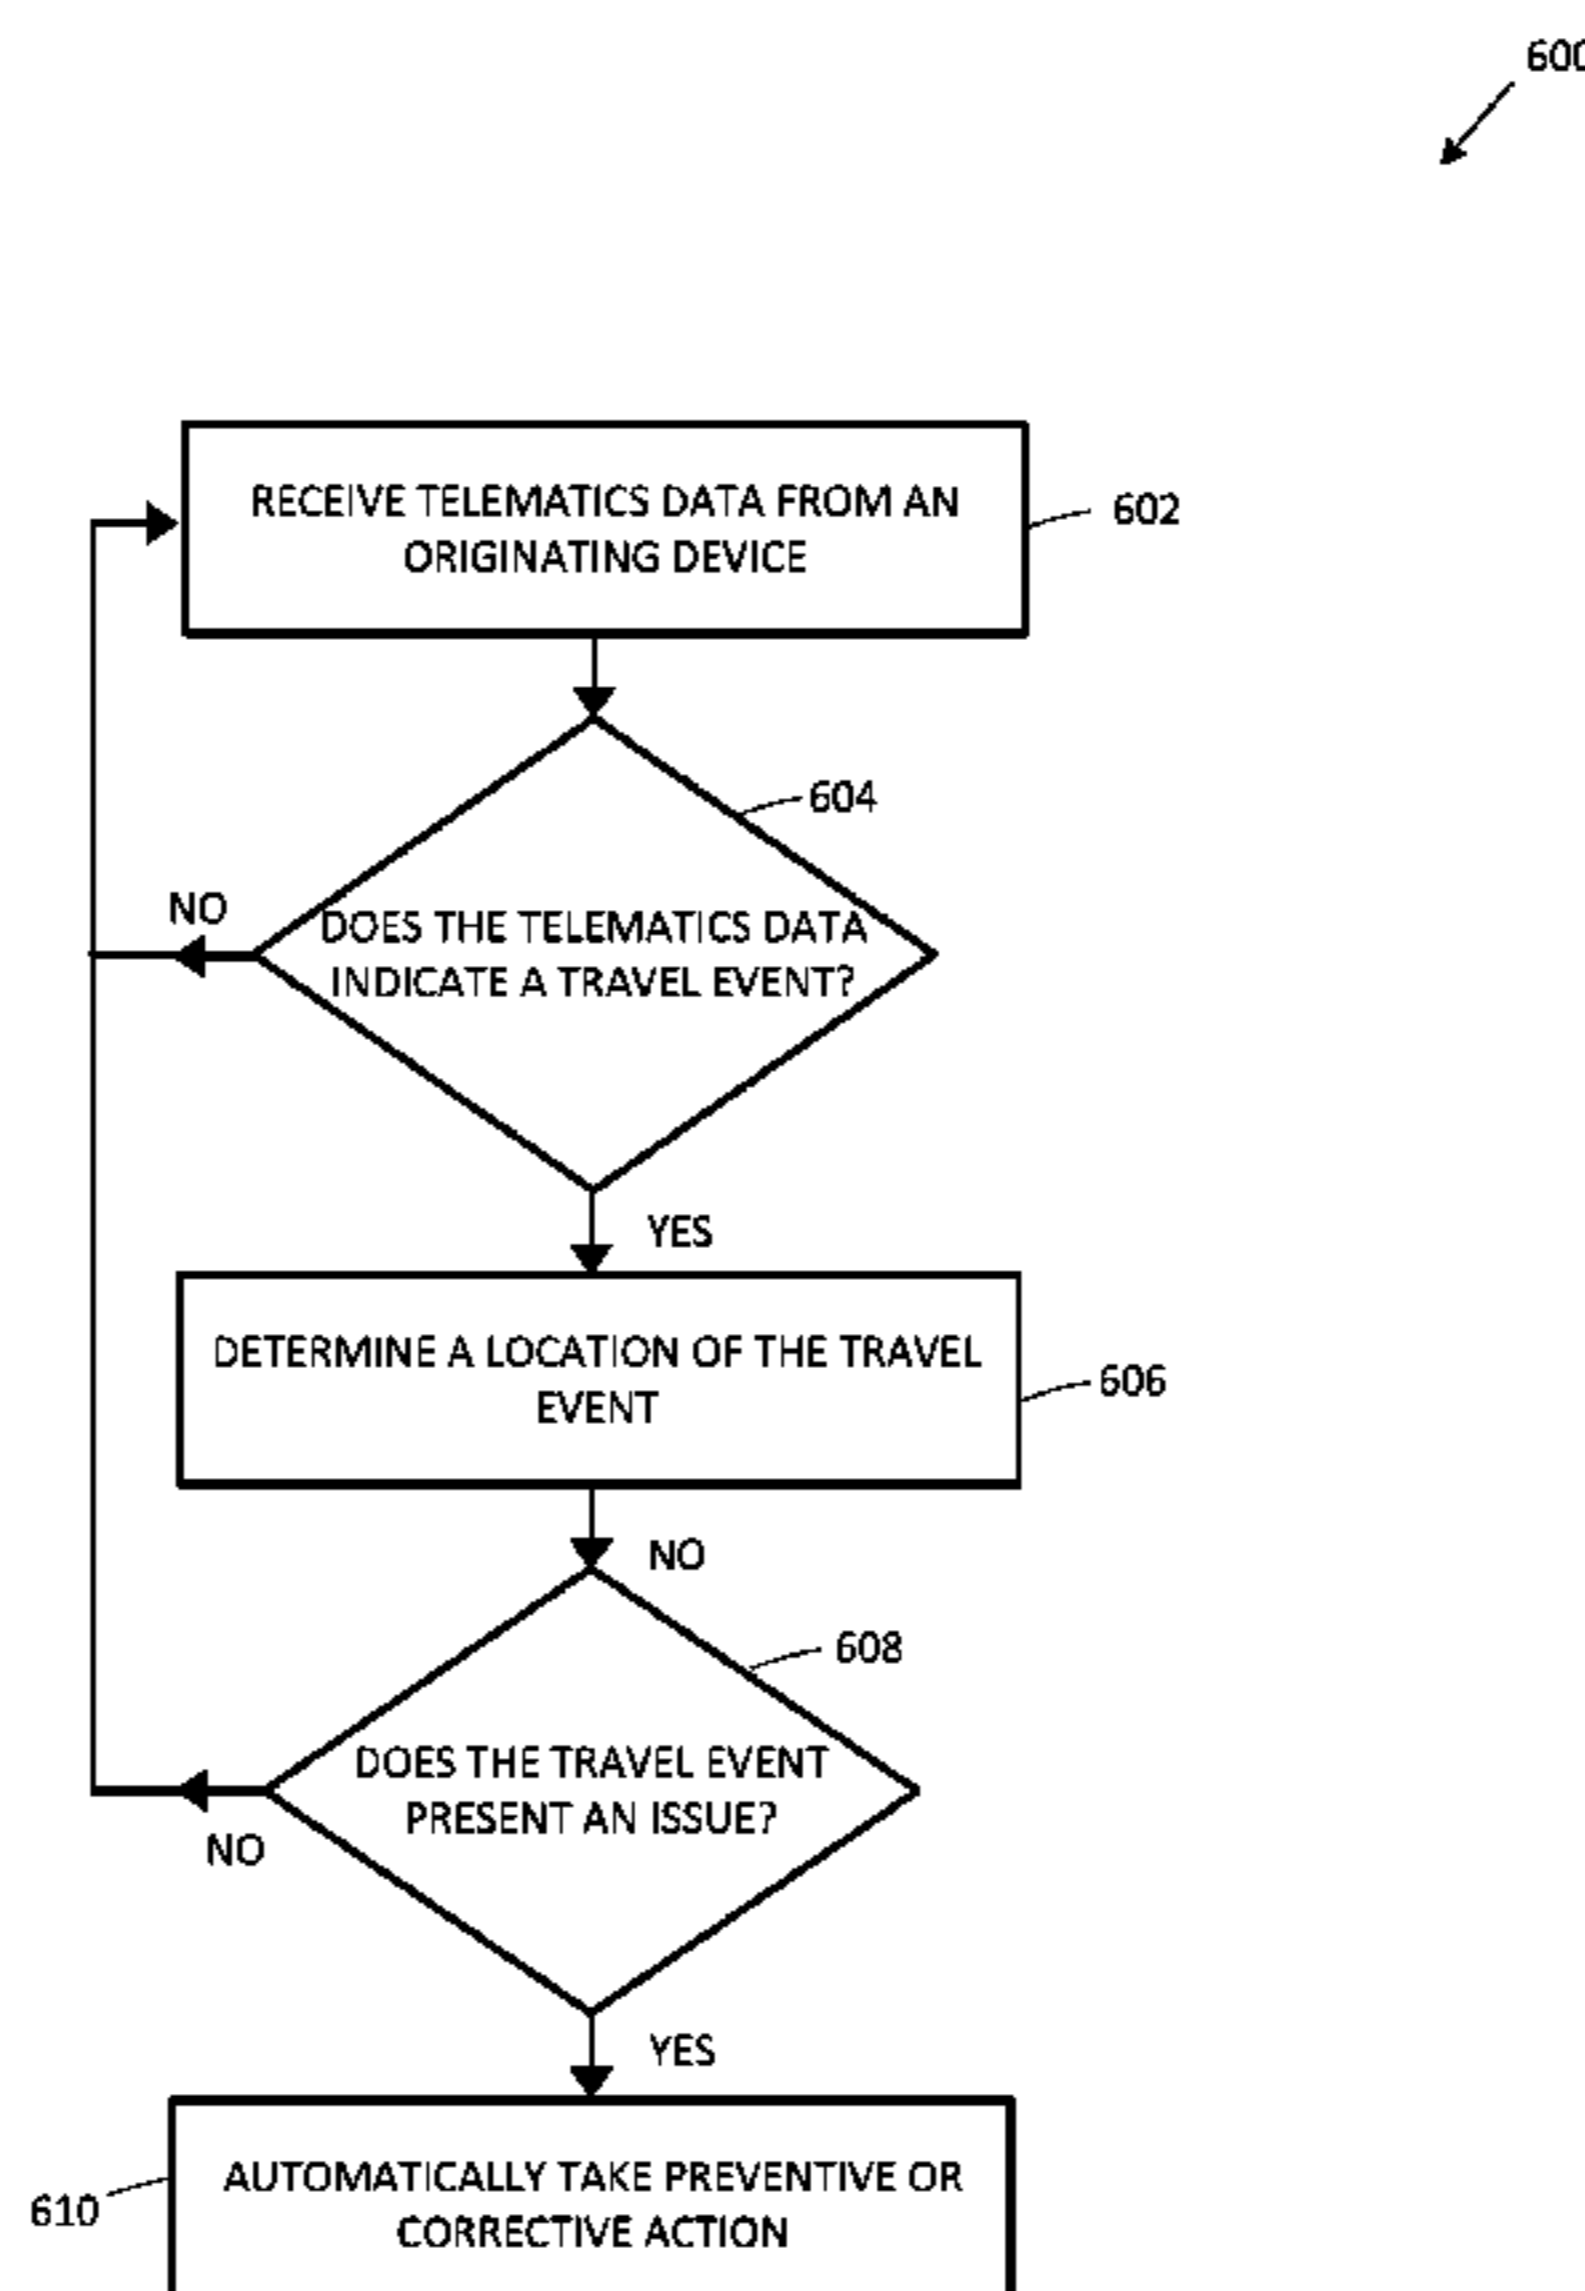 600
RECEIVE TELEMATICS DATA FROM AN
ORIGINATING DEVICE
602
604
NO
DOES THE TELEMATICS DATA
INDICATE A TRAVEL EVENT?
YES
DETERMINE A LOCATION OF THE TRAVEL
EVENT
606
NO
608
DOES THE TRAVEL EVENT
PRESENT AN ISSUE?
NO
YES
AUTOMATICALLY TAKE PREVENTIVE OR
CORRECTIVE ACTION
610